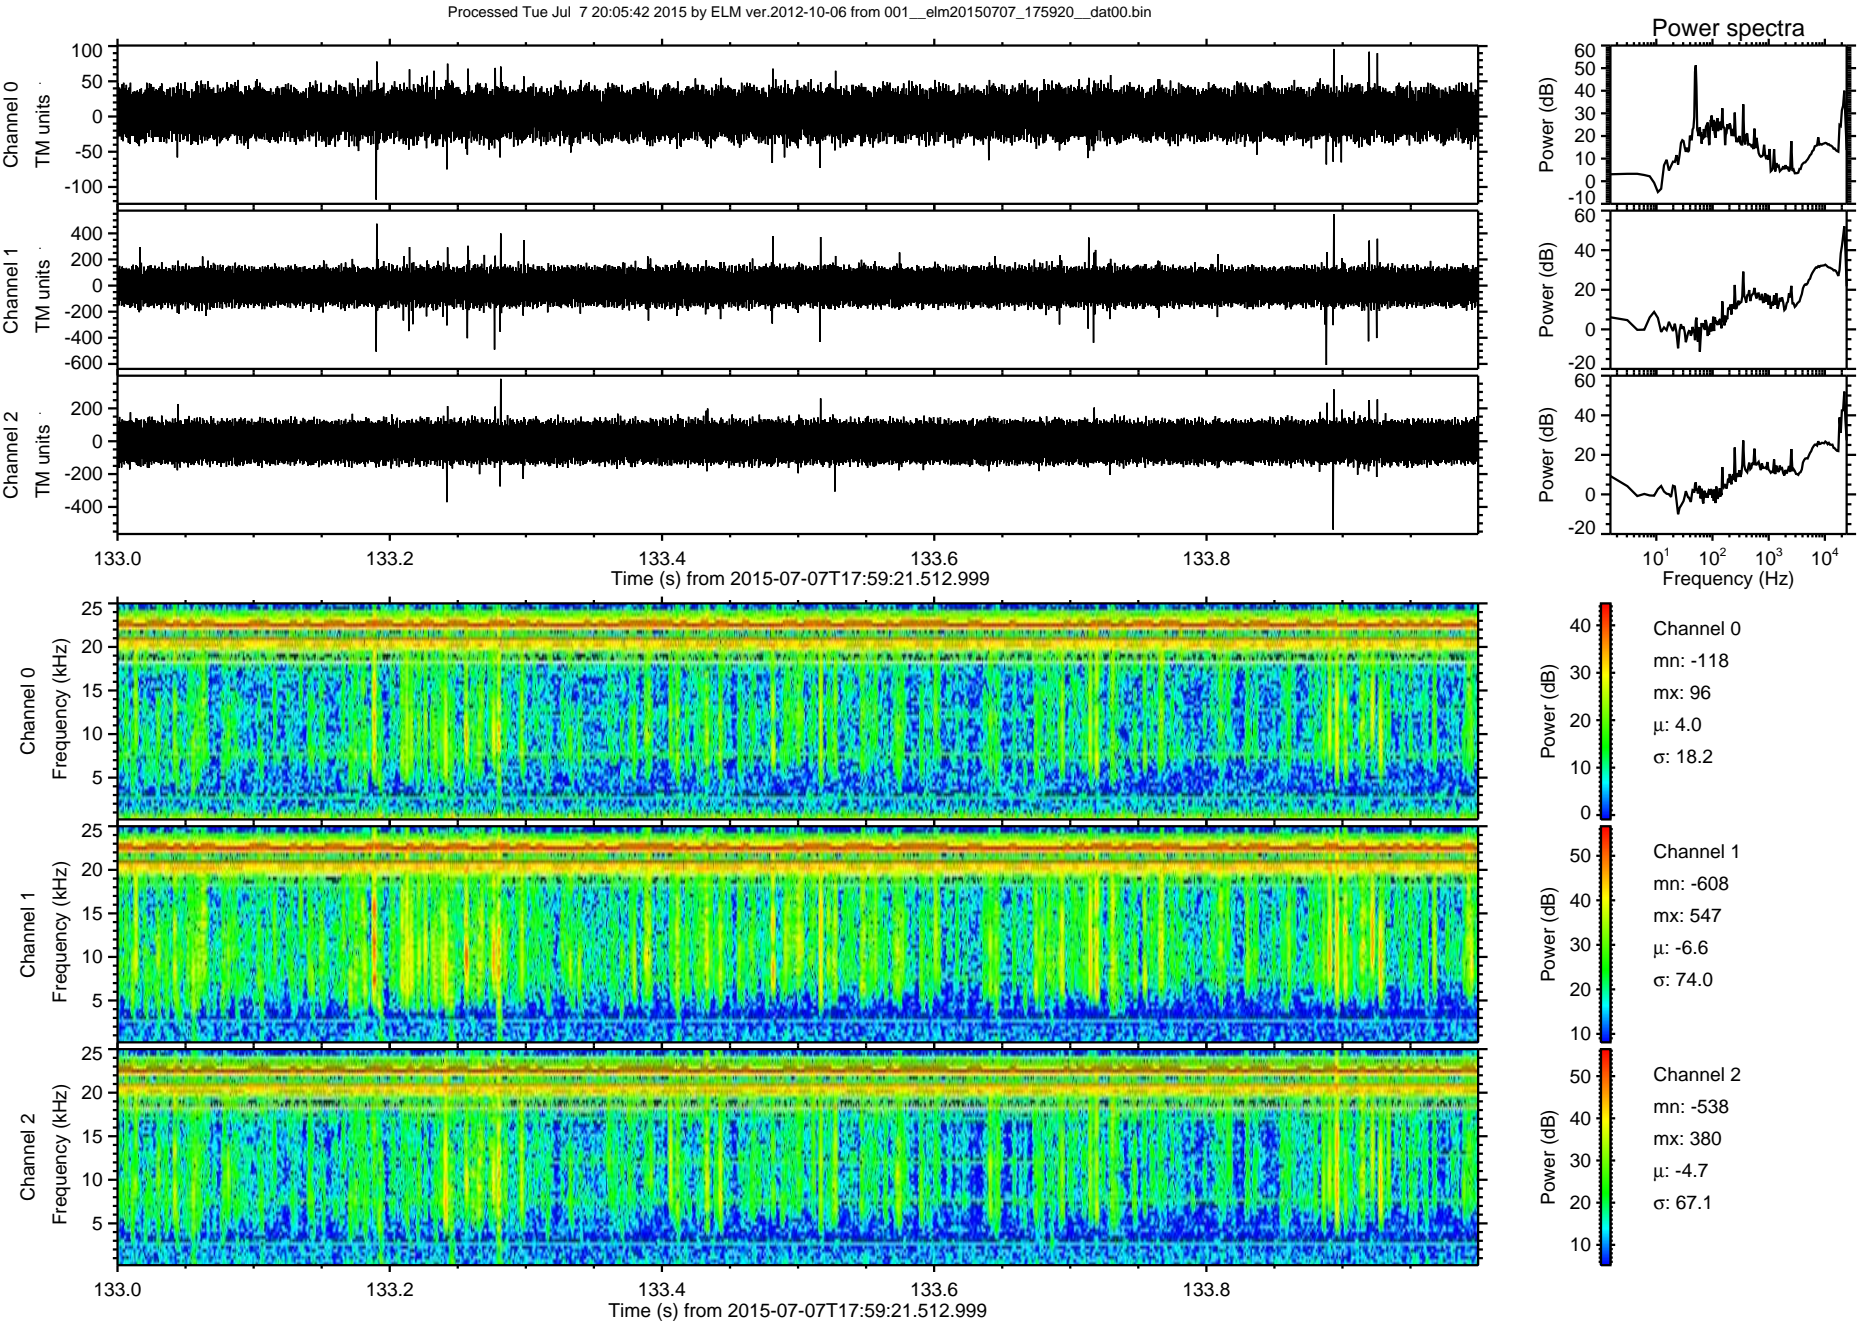 Processed Tue Jul  7 20:05:42 2015 by ELM ver.2012-10-06 from 001__elm20150707_175920__dat00.bin
Power spectra
Channel 0
TM units
100
50
0
-50
-100
Power (dB)
60
50
40
30
20
10
0
-10
Channel 1
TM units
400
200
0
-200
-400
-600
Power (dB)
60
40
20
0
-20
Channel 2
TM units
200
0
-200
-400
Power (dB)
60
40
20
0
-20
133.0 133.2 133.4 133.6 133.8
Time (s) from 2015-07-07T17:59:21.512.999
10^1 10^2 10^3 10^4
Frequency (Hz)
Channel 0
Frequency (kHz)
25
20
15
10
5
Power (dB)
40
30
20
10
0
Channel 0
mn: -118
mx: 96
μ: 4.0
σ: 18.2
Channel 1
Frequency (kHz)
25
20
15
10
5
Power (dB)
50
40
30
20
10
Channel 1
mn: -608
mx: 547
μ: -6.6
σ: 74.0
Channel 2
Frequency (kHz)
25
20
15
10
5
Power (dB)
50
40
30
20
10
Channel 2
mn: -538
mx: 380
μ: -4.7
σ: 67.1
133.0 133.2 133.4 133.6 133.8
Time (s) from 2015-07-07T17:59:21.512.999